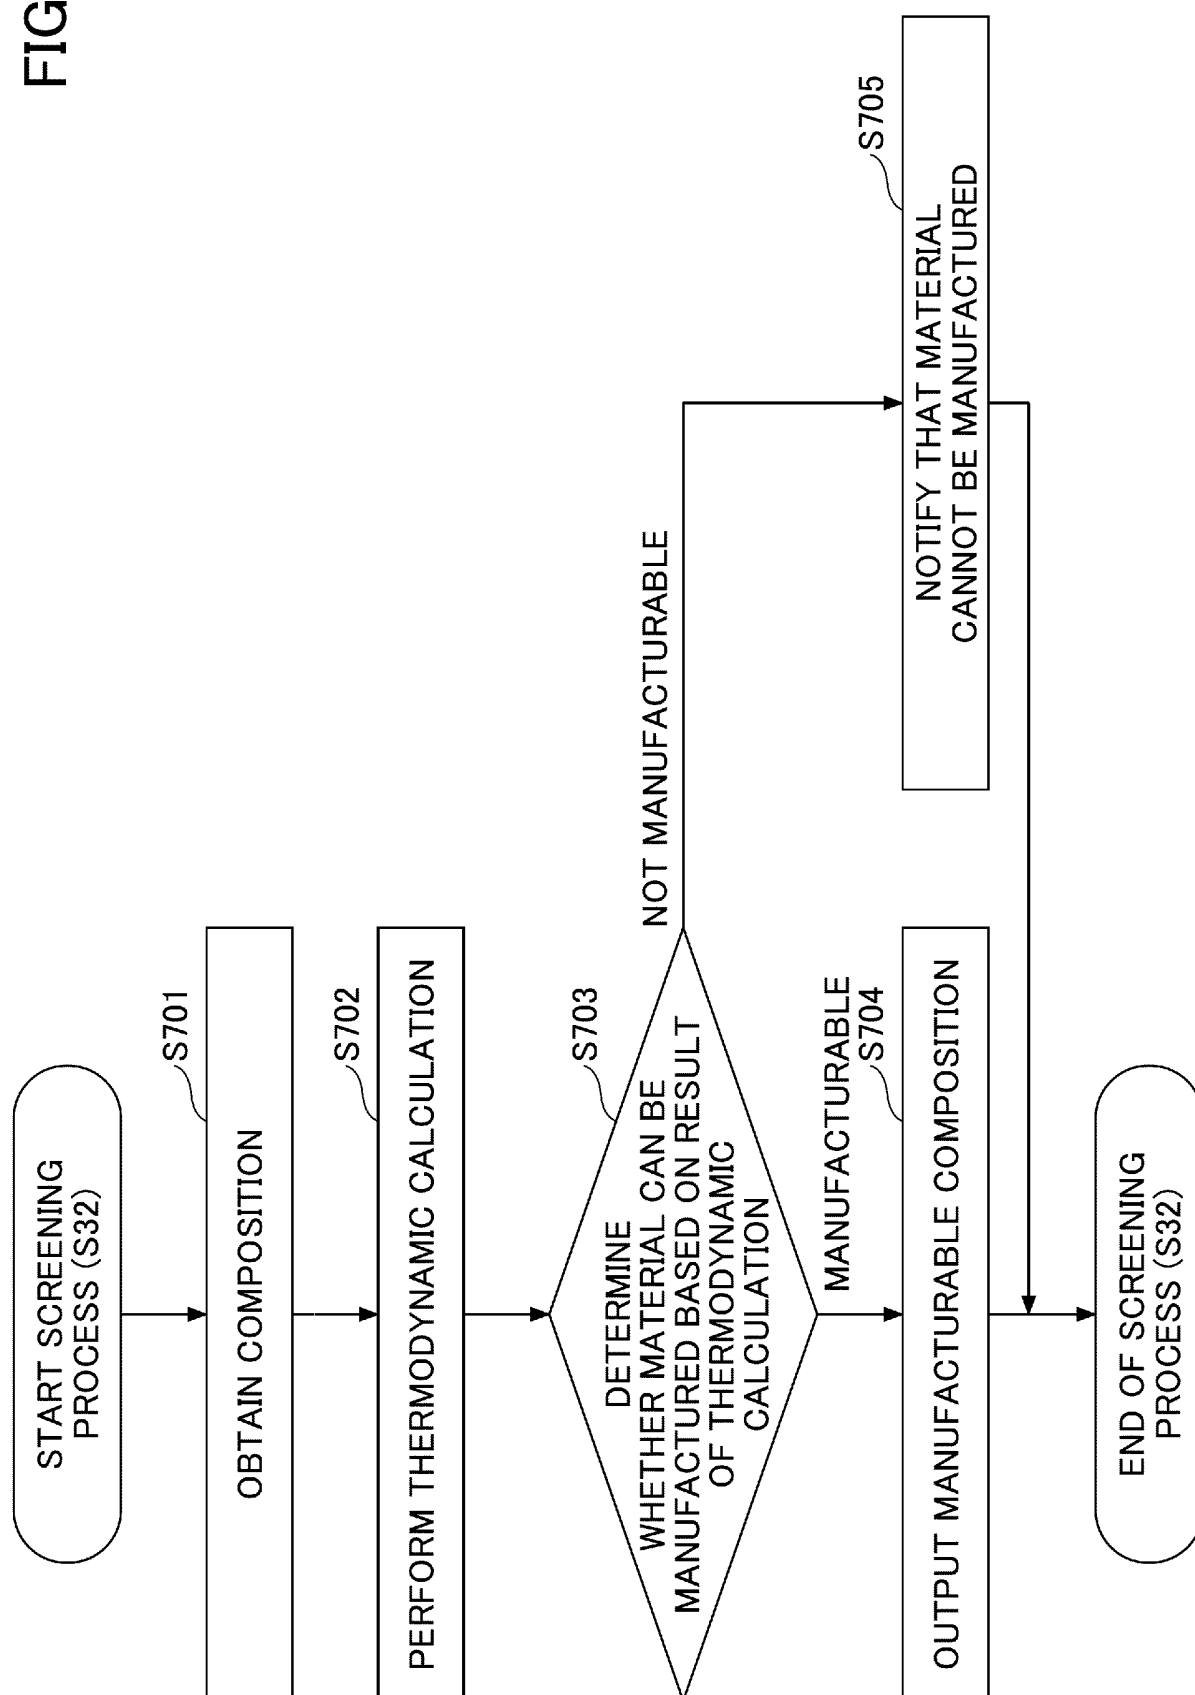 FIG
START SCREENING
PROCESS (S32)
S701
OBTAIN COMPOSITION
S702
PERFORM THERMODYNAMIC CALCULATION
S703
DETERMINE
WHETHER MATERIAL CAN BE
MANUFACTURED BASED ON RESULT
OF THERMODYNAMIC
CALCULATION
NOT MANUFACTURABLE
MANUFACTURABLE
S704
OUTPUT MANUFACTURABLE COMPOSITION
S705
NOTIFY THAT MATERIAL
CANNOT BE MANUFACTURED
END OF SCREENING
PROCESS (S32)